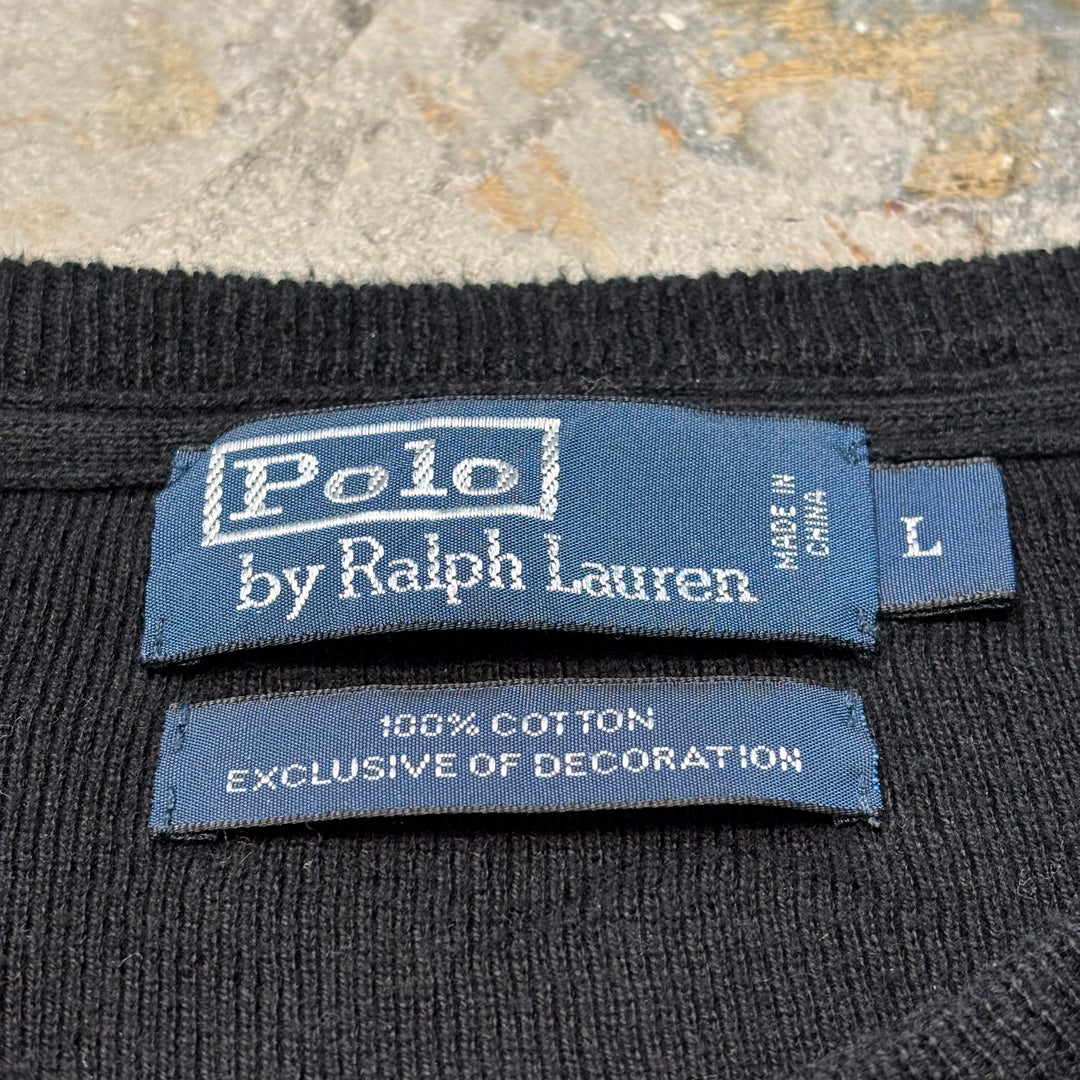 Polo
by Ralph Lauren
MADE IN
CHINA
L
100% COTTON
EXCLUSIVE OF DECORATION